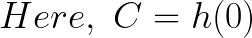 Here, C = h(0)